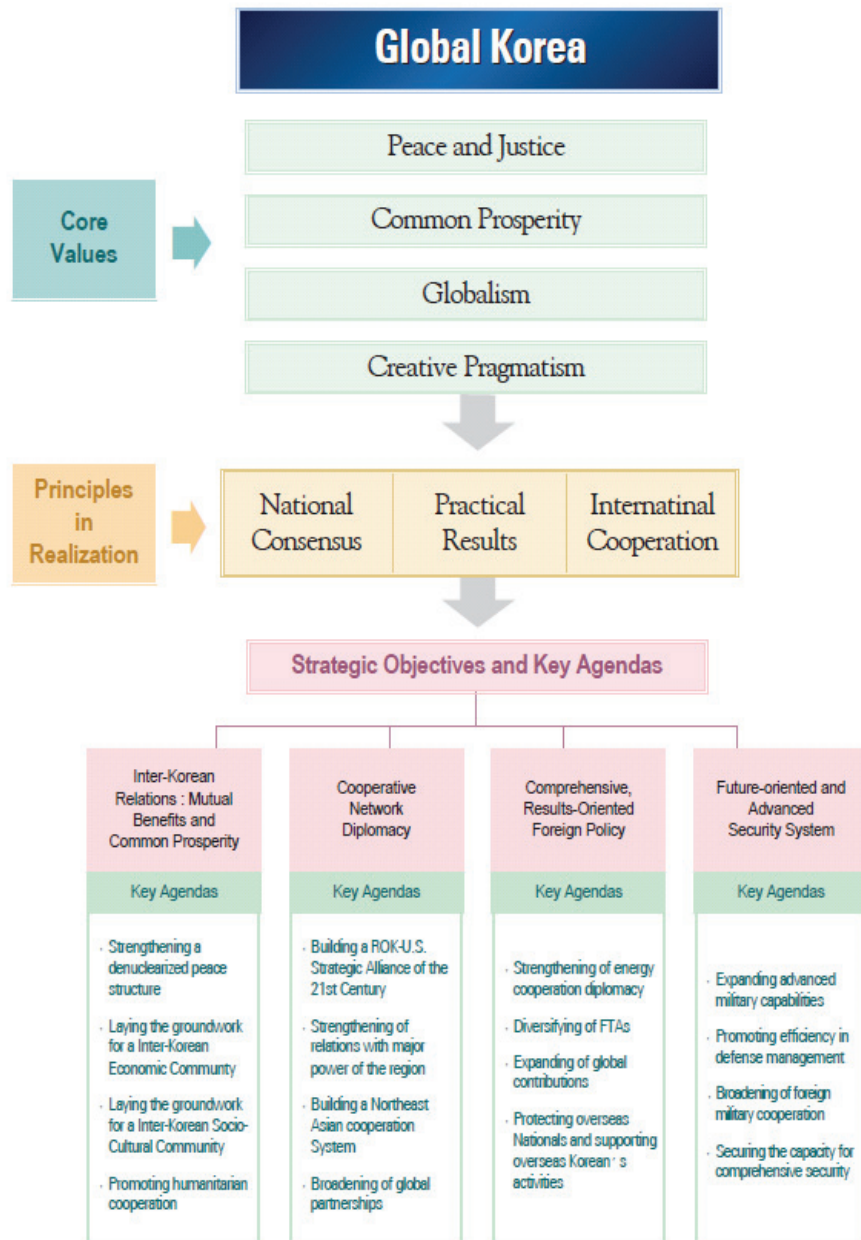 Global Korea
Peace and Justice
Core
Values
Common Prosperity
Globalism
Creative Pragmatism
Principles
in
Realization
National
Consensus
Practical
Results
Internatinal
Cooperation
Strategic Objectives and Key Agendas
Inter-Korean
Relations : Mutual
Benefits and
Common Prosperity
Key Agendas
· Strengthening a
denuclearized peace
structure
· Laying the groundwork
for a Inter-Korean
Economic Communty
· Laying the groundwork
for a Inter-Korean Socio-
Cultural Community
· Promoting humanitarian
cooperation
Cooperative
Network
Diplomacy
Key Agendas
· Building a ROK-U.S.
Strategic Alliance of the
21st Century
· Strengthening of
relations with major
power of the region
· Building a Northeast
Asian cooperation
System
· Broadening of global
partnerships
Comprehensive,
Results-Oriented
Foreign Policy
Key Agendas
· Strengthening of energy
cooperation diplomacy
· Diversifying of FTAs
· Expanding of global
contributions
· Protecting overseas
Nationals and supporting
overseas Korean's
activities
Future-oriented and
Advanced
Security System
Key Agendas
· Expanding advanced
military capabilities
· Promoting efficiency in
defense management
· Broadening of foreign
military cooperation
· Securing the capacity for
comprehensive security